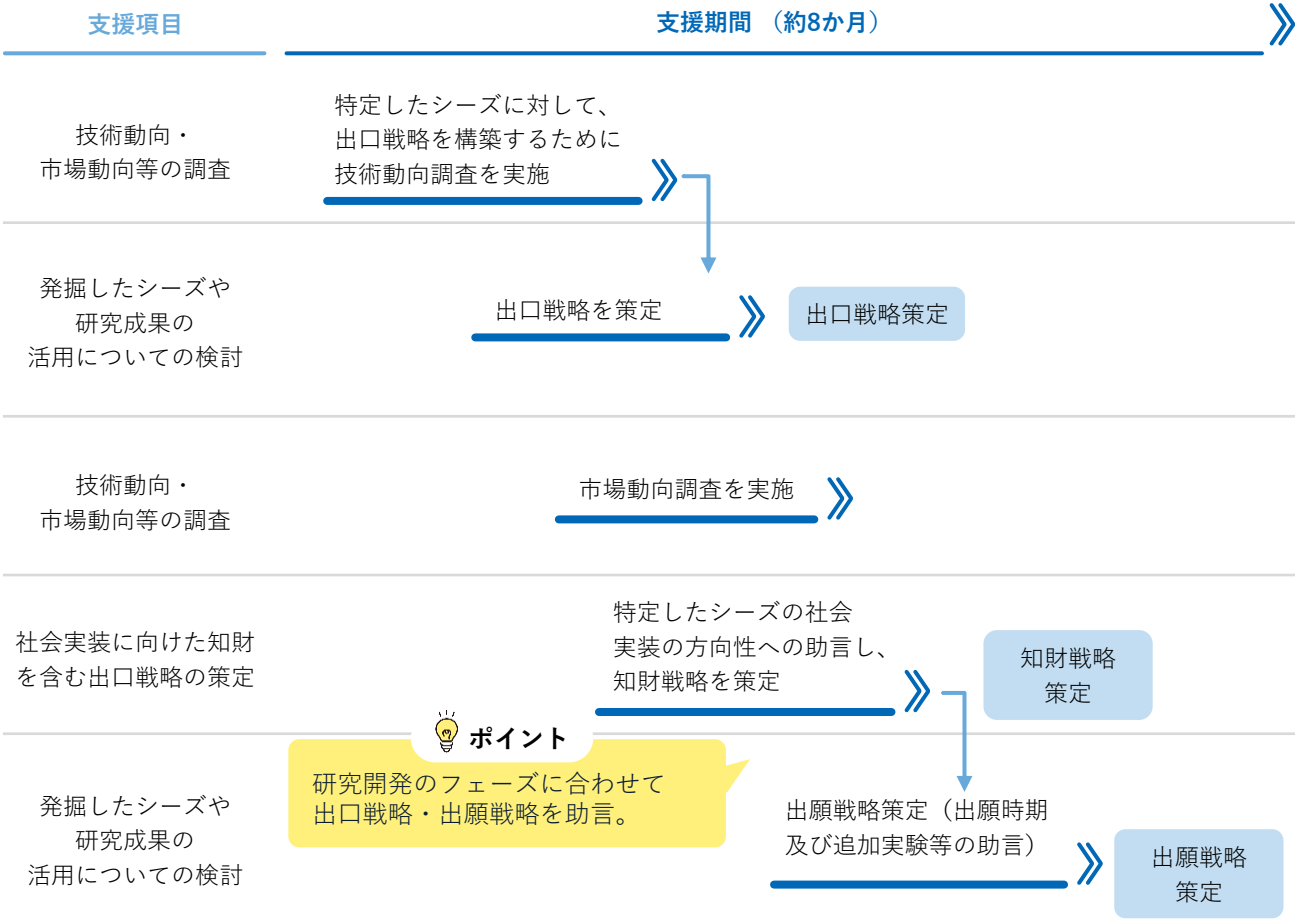 支援項目
支援期間 （約8か月）
技術動向・
市場動向等の調査
特定したシーズに対して、
出口戦略を構築するために
技術動向調査を実施
発掘したシーズや
研究成果の
活用についての検討
出口戦略を策定
出口戦略策定
技術動向・
市場動向等の調査
市場動向調査を実施
社会実装に向けた知財
を含む出口戦略の策定
特定したシーズの社会
実装の方向性への助言し、
知財戦略を策定
知財戦略
策定
ポイント
研究開発のフェーズに合わせて
出口戦略・出願戦略を助言。
発掘したシーズや
研究成果の
活用についての検討
出願戦略策定（出願時期
及び追加実験等の助言）
出願戦略
策定